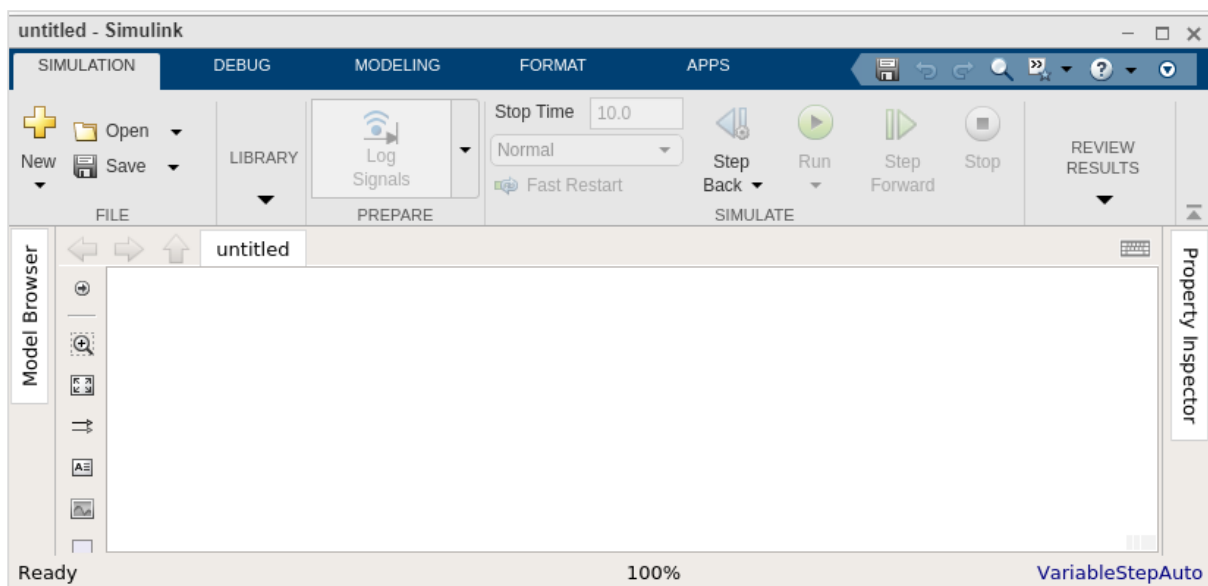 untitled - Simulink
SIMULATION DEBUG MODELING FORMAT APPS
New
Open
Save
FILE
LIBRARY
Log
Signals
PREPARE
Stop Time 10.0
Normal
Fast Restart
Step
Back
Run
Step
Forward
Stop
SIMULATE
REVIEW
RESULTS
Model Browser
untitled
Property Inspector
Ready 100% VariableStepAuto